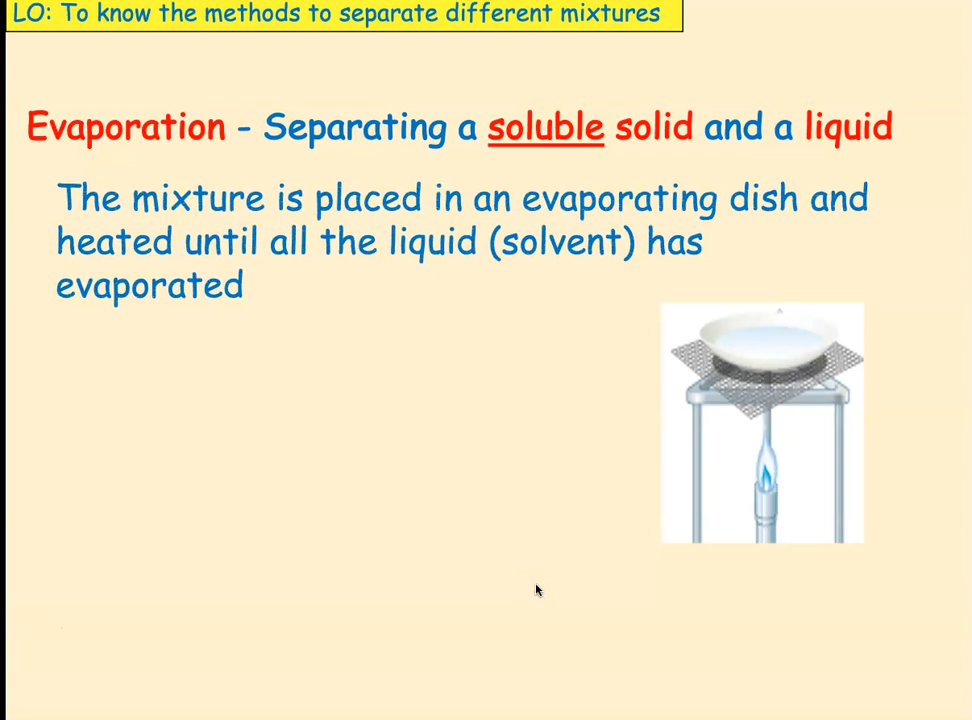 LO: To know the methods to separate different mixtures
Evaporation - Separating a soluble solid and a liquid
The mixture is placed in an evaporating dish and
heated until all the liquid (solvent) has
evaporated